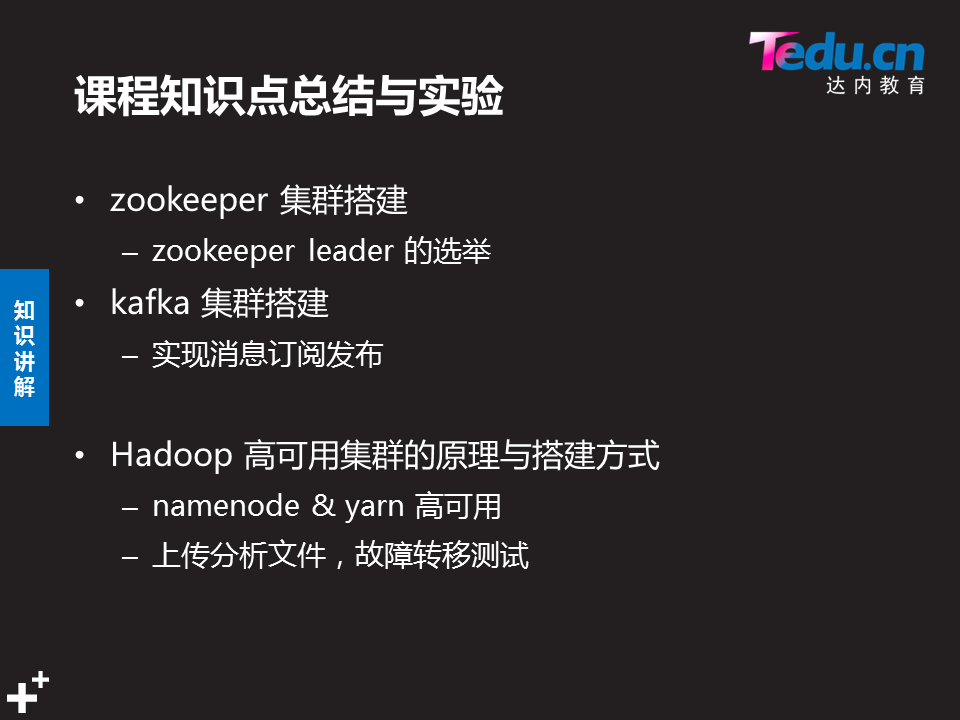 Tedu.cn
达内教育
课程知识点总结与实验
• zookeeper 集群搭建
– zookeeper leader 的选举
• kafka 集群搭建
– 实现消息订阅发布
知识讲解
• Hadoop 高可用集群的原理与搭建方式
– namenode & yarn 高可用
– 上传分析文件，故障转移测试